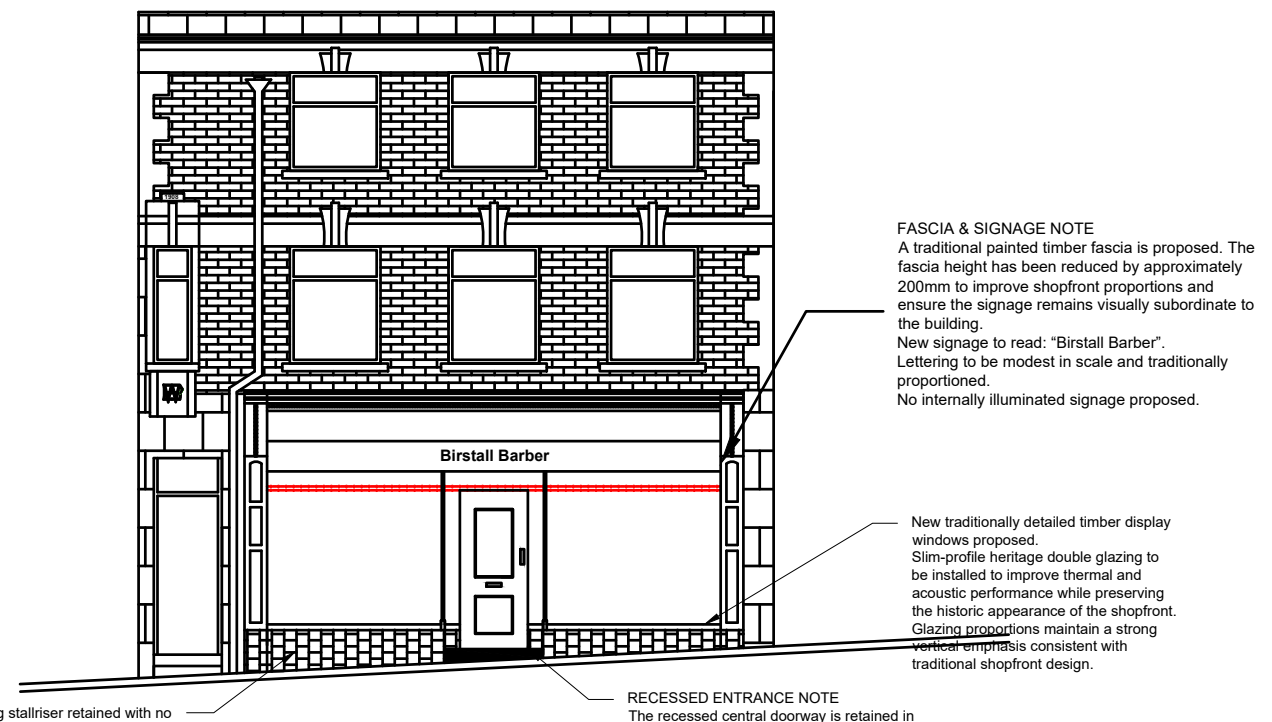 1908
FASCIA & SIGNAGE NOTE
A traditional painted timber fascia is proposed. The
fascia height has been reduced by approximately
200mm to improve shopfront proportions and
ensure the signage remains visually subordinate to
the building.
New signage to read: “Birstall Barber”.
Lettering to be modest in scale and traditionally
proportioned.
No internally illuminated signage proposed.
Birstall Barber
New traditionally detailed timber display
windows proposed.
Slim-profile heritage double glazing to
be installed to improve thermal and
acoustic performance while preserving
the historic appearance of the shopfront.
Glazing proportions maintain a strong
vertical emphasis consistent with
traditional shopfront design.
g stallriser retained with no
RECESSED ENTRANCE NOTE
The recessed central doorway is retained in